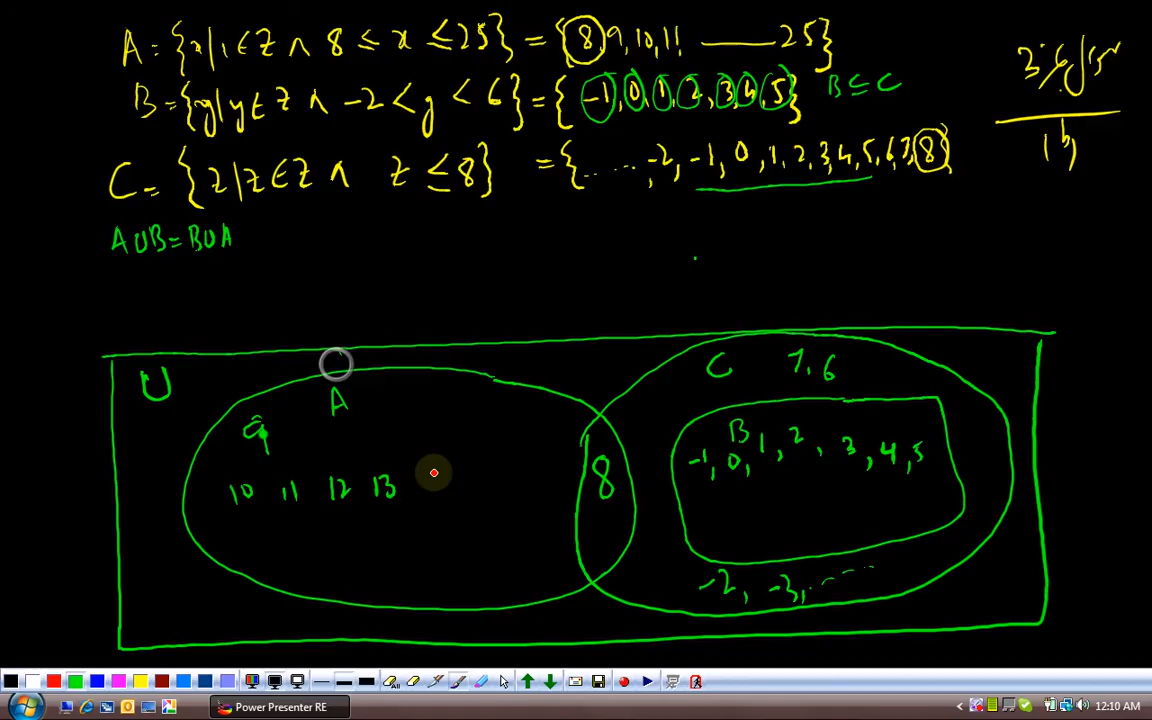 A = {x|x ∈ Z ∧ 8 ≤ x ≤ 25} = {8, 9, 10, 11 —— 25}
B = {y|y ∈ Z ∧ -2 < y < 6} = {-1, 0, 1, 2, 3, 4, 5} B ⊆ C
C = {z|z ∈ Z ∧ z ≤ 8} = {...... -2, -1, 0, 1, 2, 3, 4, 5, 6, 7, 8}
A∪B = B∪A
U
A
9
10 11 12 13
8
C 7, 6
B
-1, 0, 1, 2, 3, 4, 5
-2, -3, ......
Power Presenter RE
12:10 AM